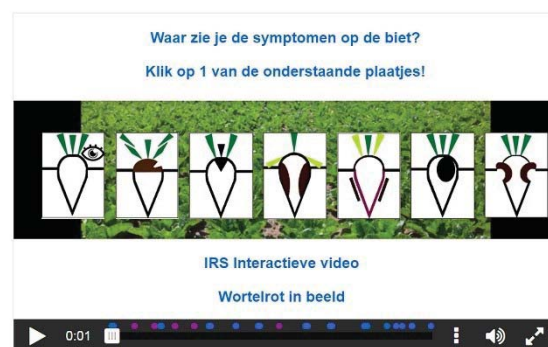 Waar zie je de symptomen op de biet?
Klik op 1 van de onderstaande plaatjes!
IRS Interactieve video
Wortelrot in beeld
0:01